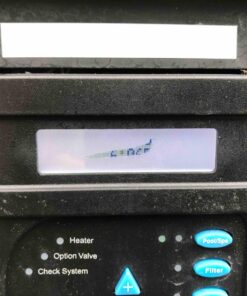 Heater
Option Valve
Check System
Pool/Spa
Filter
+